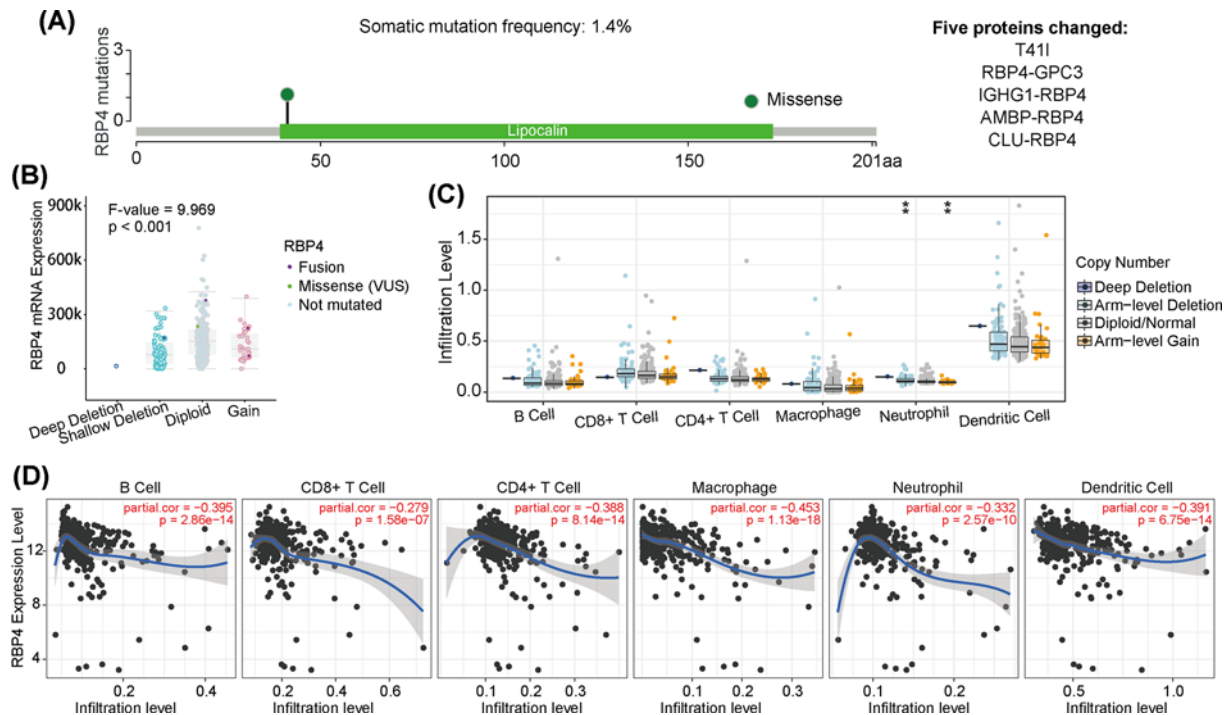 (A)
Somatic mutation frequency: 1.4%
RBP4 mutations
3
2
1
0
Lipocalin
Missense
0
50
100
150
201aa
Five proteins changed:
T41I
RBP4-GPC3
IGHG1-RBP4
AMBP-RBP4
CLU-RBP4
(B)
RBP4 mRNA Expression
900k
600k
300k
0
F-value = 9.969
p < 0.001
Deep Deletion
Shallow Deletion
Diploid
Gain
RBP4
Fusion
Missense (VUS)
Not mutated
(C)
Infiltration Level
1.5
1.0
0.5
0.0
** **
B Cell
CD8+ T Cell
CD4+ T Cell
Macrophage
Neutrophil
Dendritic Cell
Copy Number
Deep Deletion
Arm-level Deletion
Diploid/Normal
Arm-level Gain
(D)
RBP4 Expression Level
12
8
4
B Cell
partial.cor = −0.395
p = 2.86e−14
0.2 0.4
Infiltration level
CD8+ T Cell
partial.cor = −0.279
p = 1.58e−07
0.2 0.4 0.6
Infiltration level
CD4+ T Cell
partial.cor = −0.388
p = 8.14e−14
0.1 0.2 0.3
Infiltration level
Macrophage
partial.cor = −0.453
p = 1.13e−18
0.1 0.2 0.3
Infiltration level
Neutrophil
partial.cor = −0.332
p = 2.57e−10
0.1 0.2
Infiltration level
Dendritic Cell
partial.cor = −0.391
p = 6.75e−14
0.5 1.0
Infiltration level